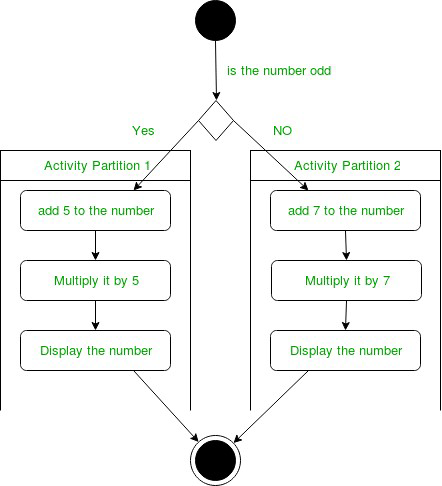 is the number odd
Yes
NO
Activity Partition 1
Activity Partition 2
add 5 to the number
add 7 to the number
Multiply it by 5
Multiply it by 7
Display the number
Display the number